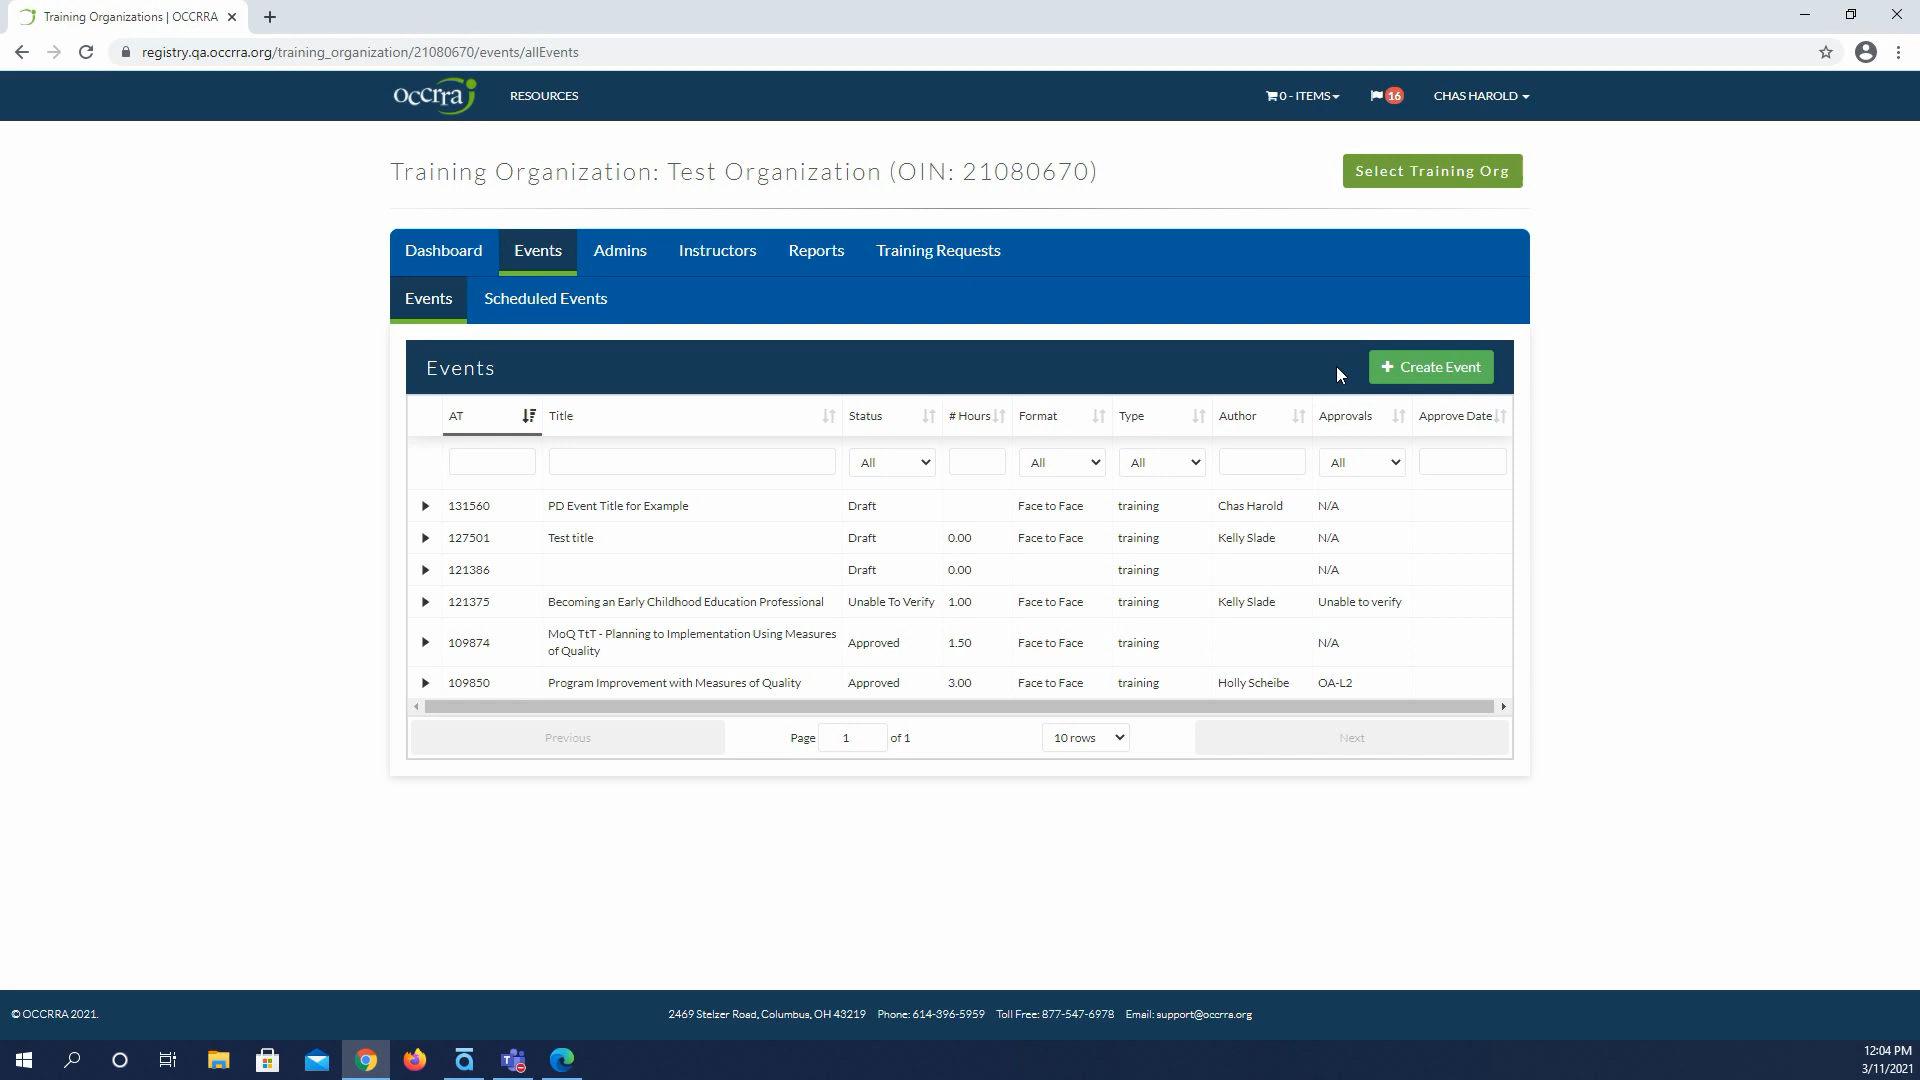 Training Organizations | OCCRRA
registry.qa.occrra.org/training_organization/21080670/events/allEvents
occrra RESOURCES 0 - ITEMS 16 CHAS HAROLD
Training Organization: Test Organization (OIN: 21080670) Select Training Org
Dashboard Events Admins Instructors Reports Training Requests
Events Scheduled Events
Events + Create Event
AT Title Status # Hours Format Type Author Approvals Approve Date
All All All All
131560 PD Event Title for Example Draft Face to Face training Chas Harold N/A
127501 Test title Draft 0.00 Face to Face training Kelly Slade N/A
121386 Draft 0.00 training N/A
121375 Becoming an Early Childhood Education Professional Unable To Verify 1.00 Face to Face training Kelly Slade Unable to verify
109874 MoQ TtT - Planning to Implementation Using Measures
of Quality Approved 1.50 Face to Face training N/A
109850 Program Improvement with Measures of Quality Approved 3.00 Face to Face training Holly Scheibe OA-L2
Previous Page 1 of 1 10 rows Next
© OCCRRA 2021. 2469 Stelzer Road, Columbus, OH 43219 Phone: 614-396-5959 Toll Free: 877-547-6978 Email: support@occrra.org
12:04 PM
3/11/2021